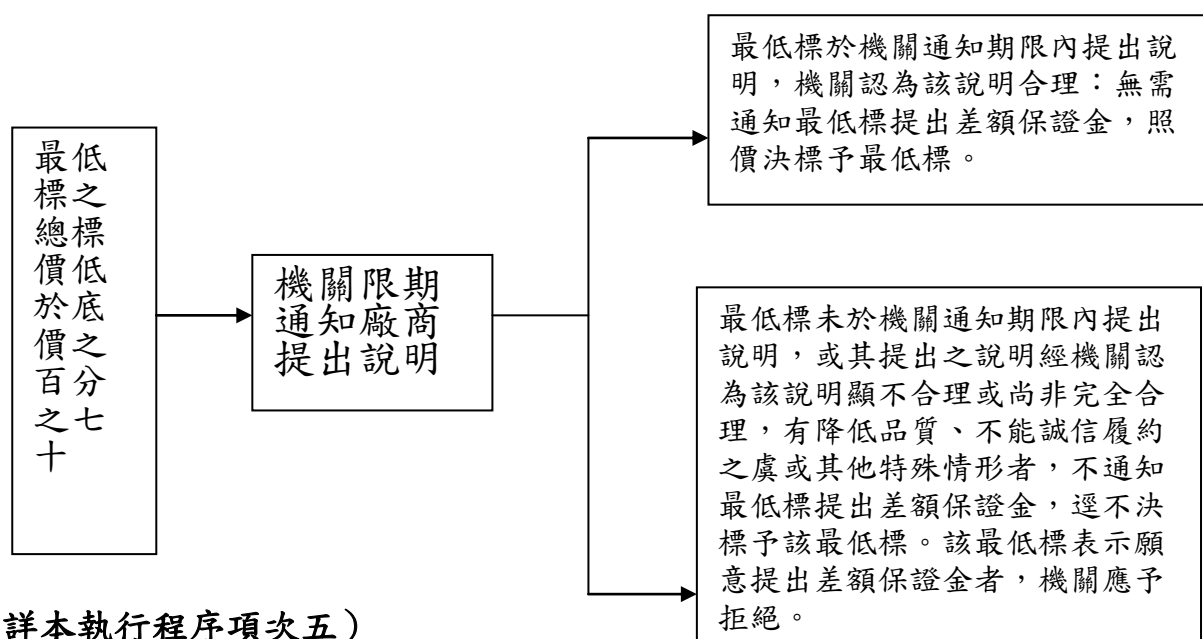 最低
標之
總標
價低
於底
價之
百分
之七
十
機關限期
通知廠商
提出說明
最低標於機關通知期限內提出說
明，機關認為該說明合理：無需
通知最低標提出差額保證金，照
價決標予最低標。
最低標未於機關通知期限內提出
說明，或其提出之說明經機關認
為該說明顯不合理或尚非完全合
理，有降低品質、不能誠信履約
之虞或其他特殊情形者，不通知
最低標提出差額保證金，逕不決
標予該最低標。該最低標表示願
意提出差額保證金者，機關應予
拒絕。
詳本執行程序項次五）